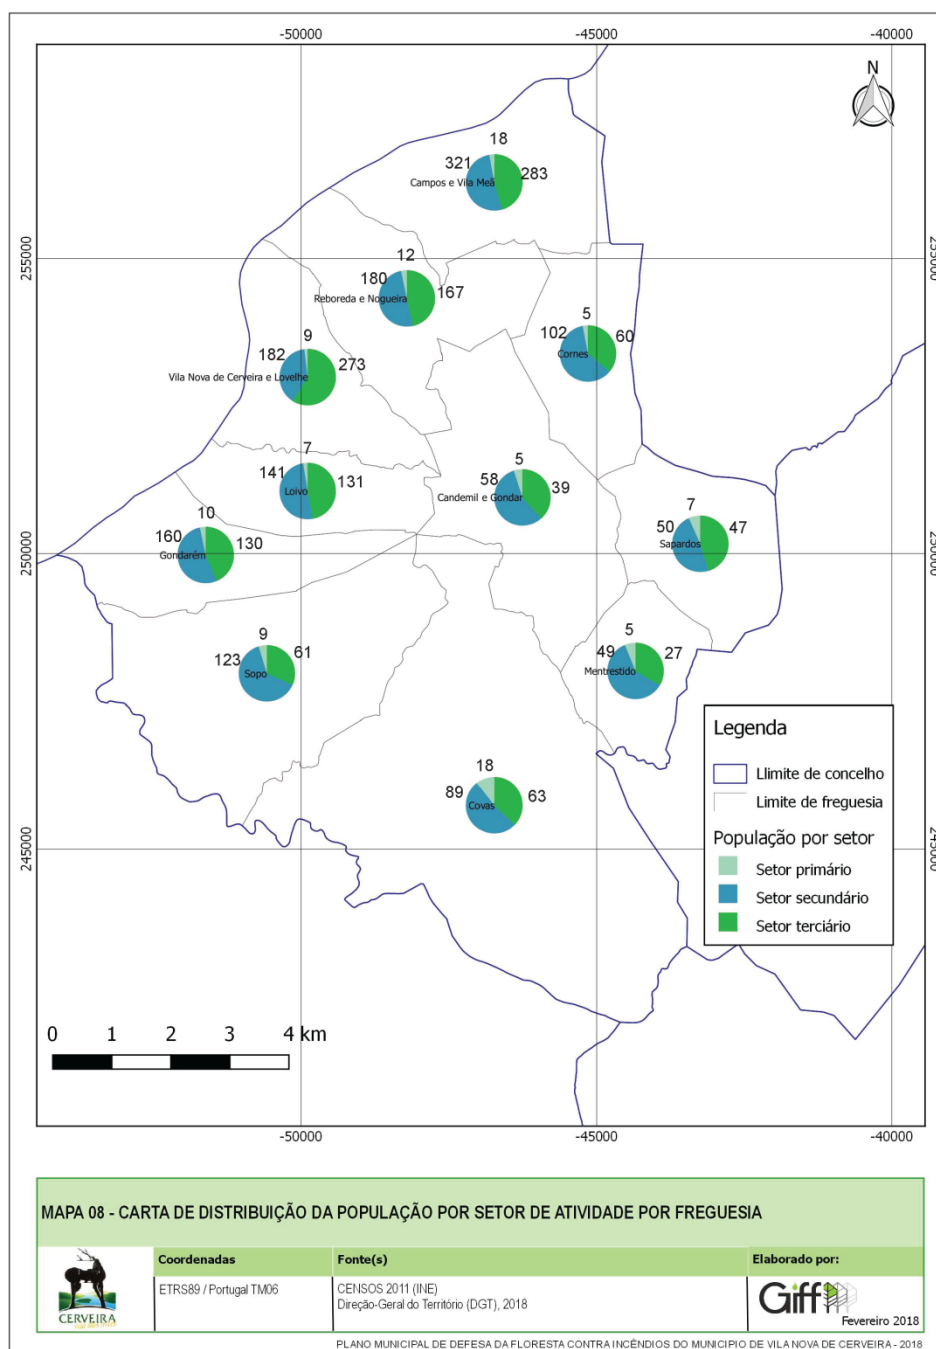 -50000 -45000 -40000
N
18
321 283
Campos e Vila Meã
255000 255000
12
180 167
Reboreda e Nogueira
5
102 60
Cornes
9
182 273
Vila Nova de Cerveira e Lovelhe
7
141 131
Loivo
5
58 39
Candemil e Gondar
10
160 130
Gondarém
7
50 47
Sapardos
250000 250000
9
123 61
Sopo
5
49 27
Mentrestido
18
89 63
Covas
245000 245000
Legenda
Llimite de concelho
Limite de freguesia
População por setor
Setor primário
Setor secundário
Setor terciário
0 1 2 3 4 km
-50000 -45000 -40000
MAPA 08 - CARTA DE DISTRIBUIÇÃO DA POPULAÇÃO POR SETOR DE ATIVIDADE POR FREGUESIA
Coordenadas Fonte(s) Elaborado por:
ETRS89 / Portugal TM06 CENSOS 2011 (INE)
Direção-Geral do Território (DGT), 2018
CERVEIRA
Giff
Fevereiro 2018
PLANO MUNICIPAL DE DEFESA DA FLORESTA CONTRA INCÊNDIOS DO MUNICIPIO DE VILA NOVA DE CERVEIRA - 2018